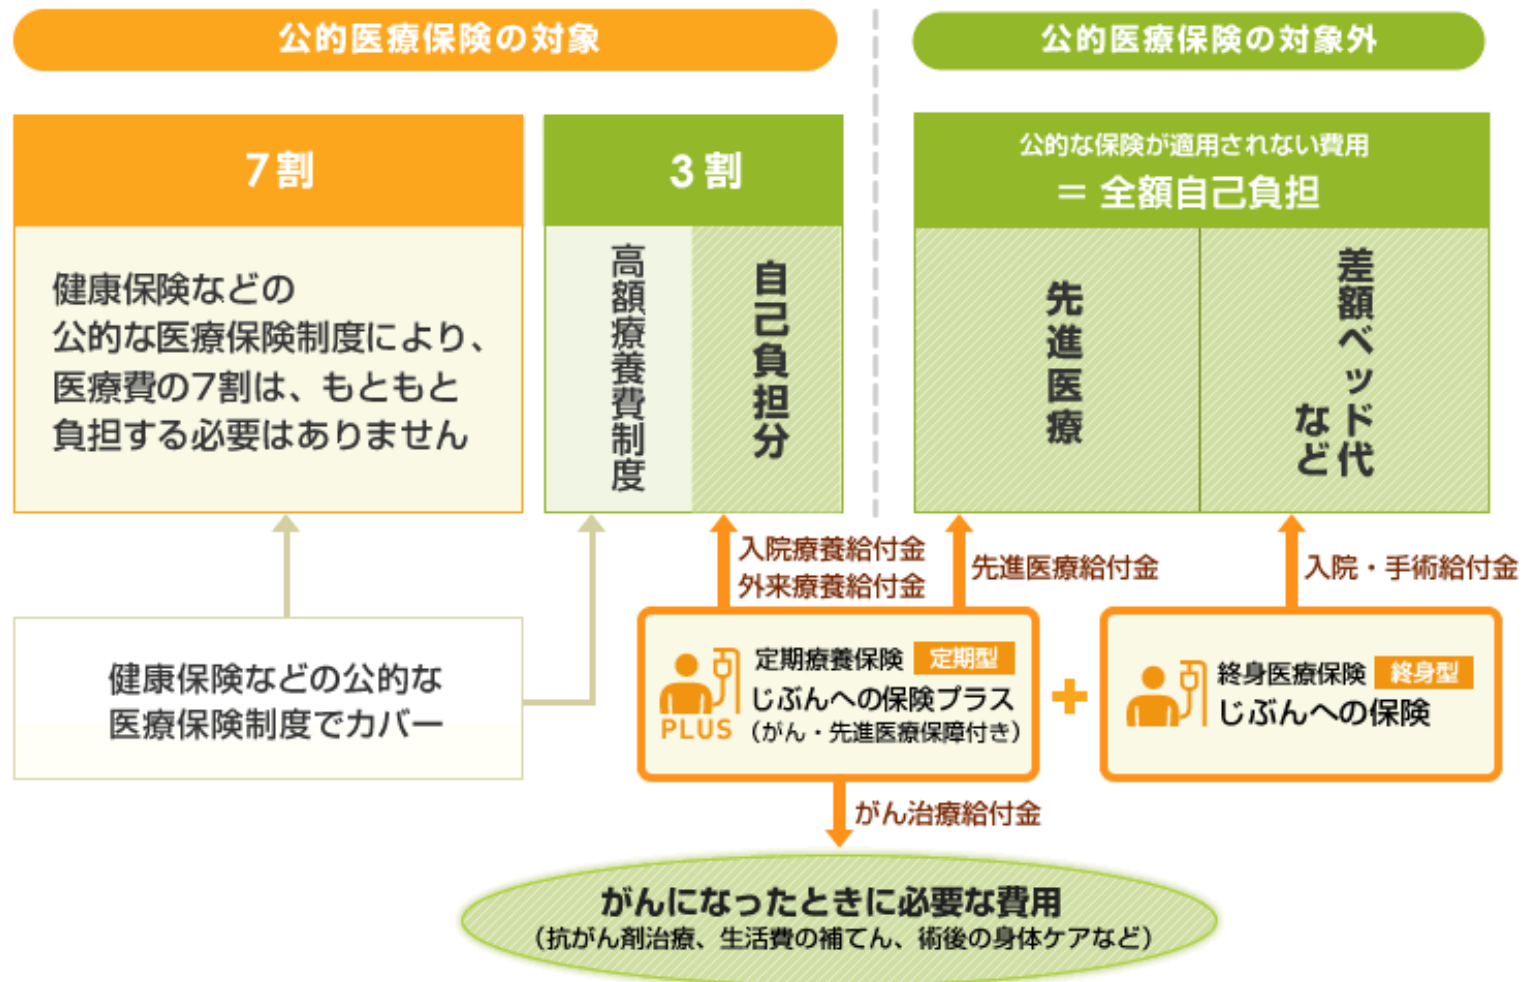 公的医療保険の対象
公的医療保険の対象外
7割
健康保険などの
公的な医療保険制度により、
医療費の7割は、もともと
負担する必要はありません
3割
高額療養費制度
自己負担分
公的な保険が適用されない費用
＝ 全額自己負担
先進医療
差額ベッド代
など
入院療養給付金
外来療養給付金
先進医療給付金
入院・手術給付金
健康保険などの公的な
医療保険制度でカバー
PLUS
定期療養保険 定期型
じぶんへの保険プラス
（がん・先進医療保障付き）
+
終身医療保険 終身型
じぶんへの保険
がん治療給付金
がんになったときに必要な費用
（抗がん剤治療、生活費の補てん、術後の身体ケアなど）